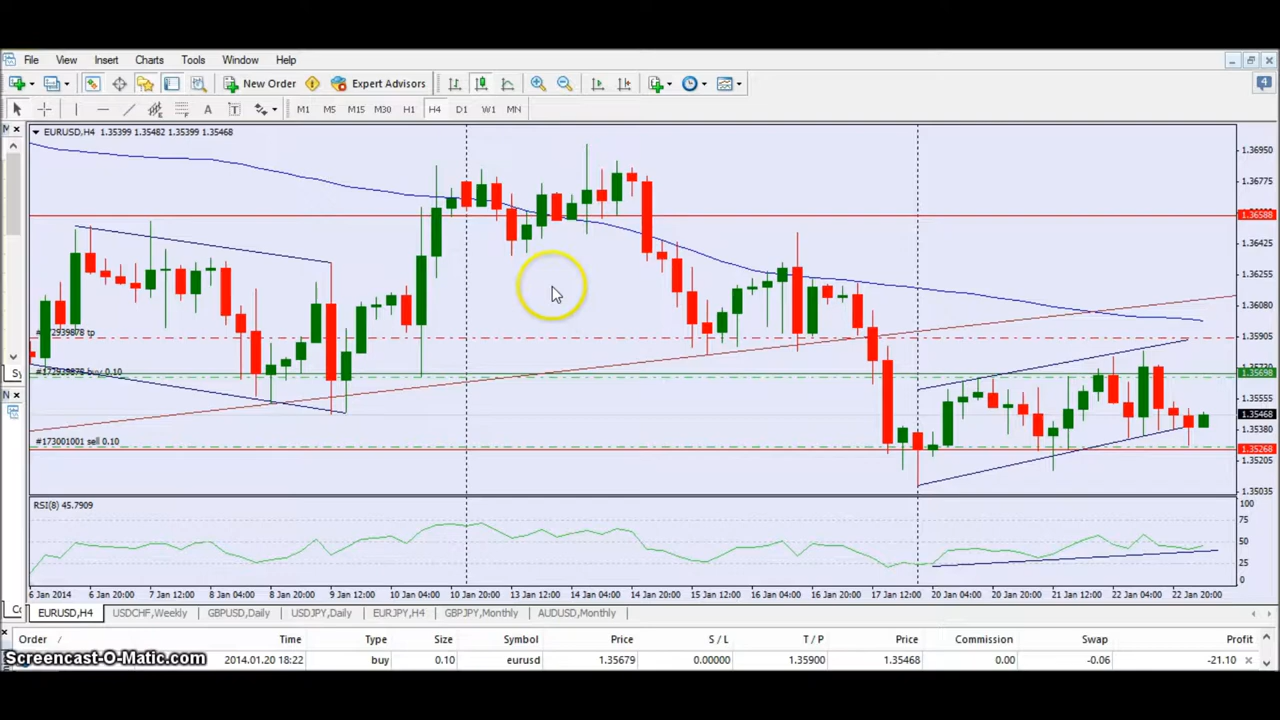 File View Insert Charts Tools Window Help
4
New Order Expert Advisors
A T
M1 M5 M15 M30 H1 H4 D1 W1 MN
EURUSD,H4 1.35399 1.35482 1.35399 1.35468
1.36950
1.36775
1.36588
1.36425
1.36255
1.36080
1.35905
1.35698
1.35555
1.35468
1.35380
1.35268
1.35205
1.35035
#172939878 tp
#172939878 buy 0.10
#173001001 sell 0.10
RSI(8) 45.7909
100
75
50
25
0
6 Jan 2014 6 Jan 20:00 7 Jan 12:00 8 Jan 04:00 8 Jan 20:00 9 Jan 12:00 10 Jan 04:00 10 Jan 20:00 13 Jan 12:00 14 Jan 04:00 14 Jan 20:00 15 Jan 12:00 16 Jan 04:00 16 Jan 20:00 17 Jan 12:00 20 Jan 04:00 20 Jan 20:00 21 Jan 12:00 22 Jan 04:00 22 Jan 20:00
EURUSD,H4 USDCHF,Weekly GBPUSD,Daily USDJPY,Daily EURJPY,H4 GBPJPY,Monthly AUDUSD,Monthly
Order / Time Type Size Symbol Price S / L T / P Price Commission Swap Profit
2014.01.20 18:22 buy 0.10 eurusd 1.35679 0.00000 1.35900 1.35468 0.00 -0.06 -21.10
Screencast-O-Matic.com